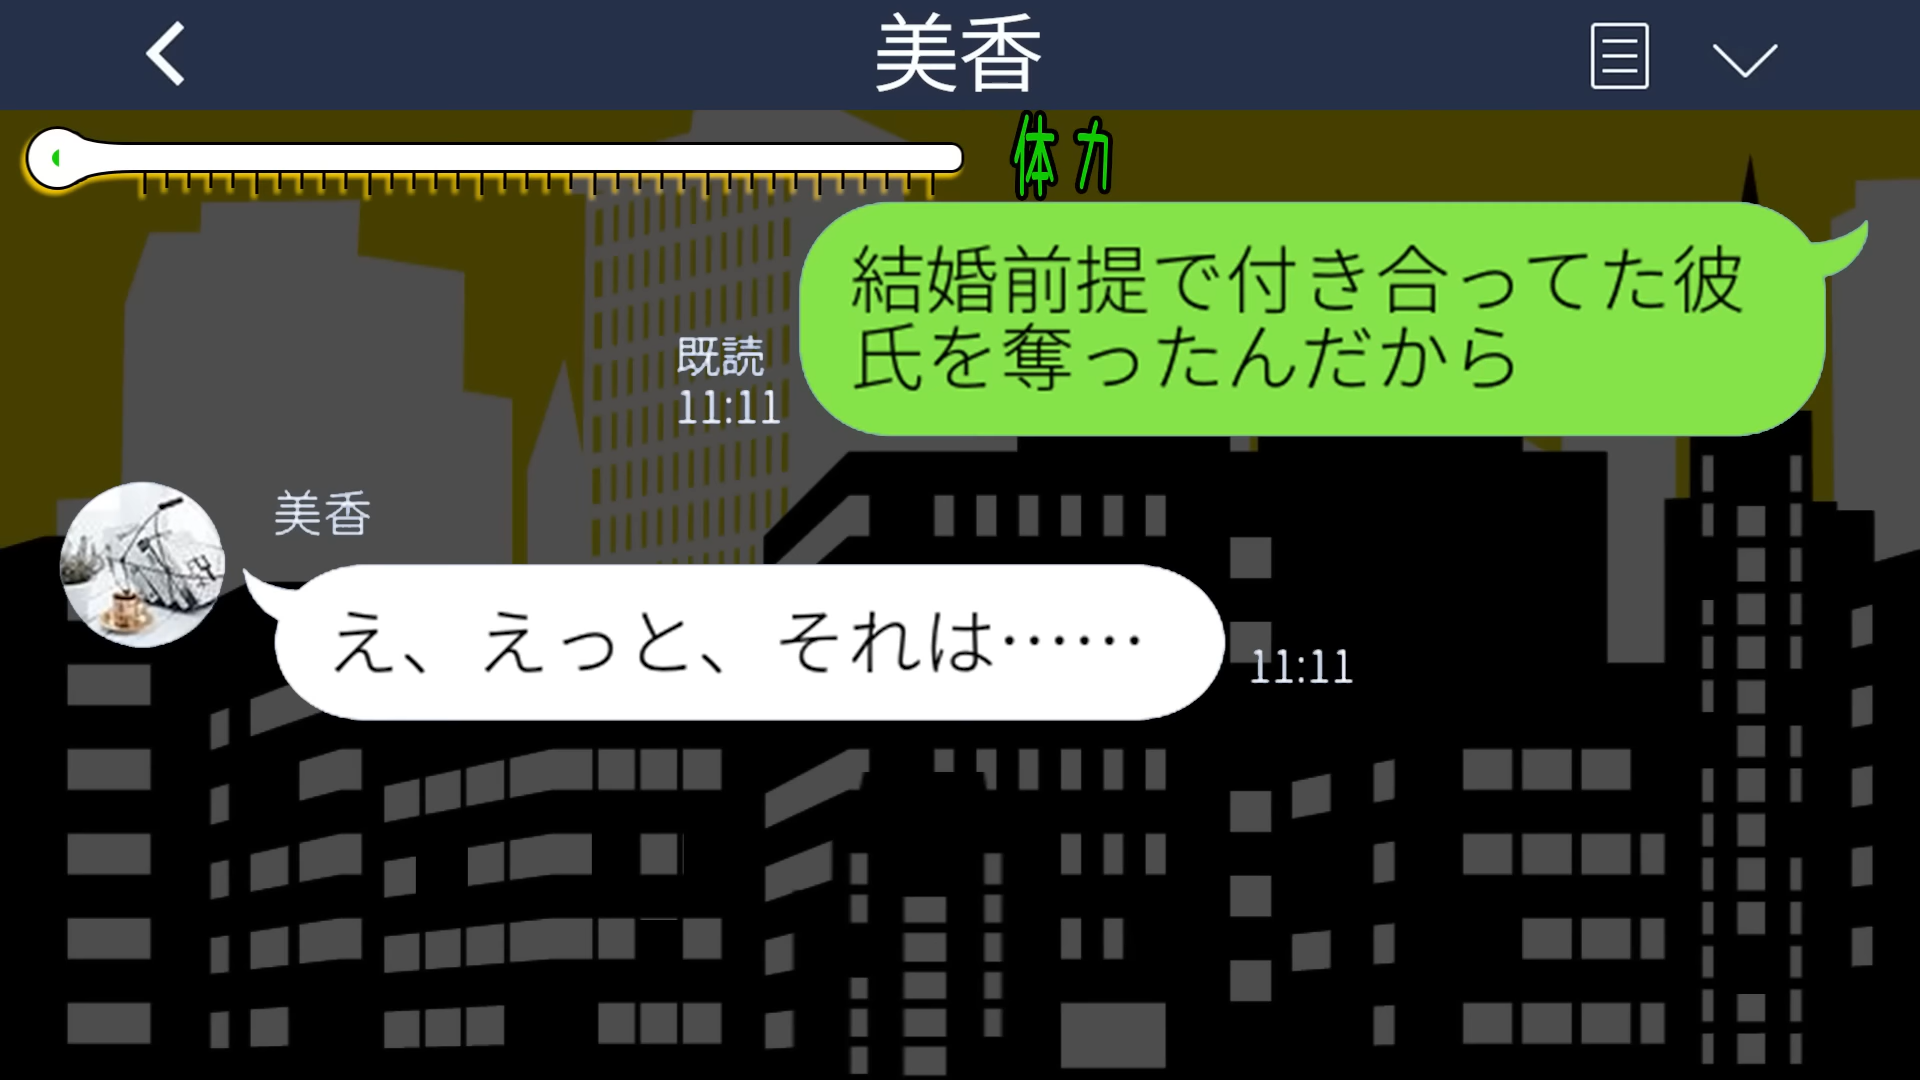 美香
体力
結婚前提で付き合ってた彼
氏を奪ったんだから
既読
11:11
美香
え、えっと、それは……
11:11